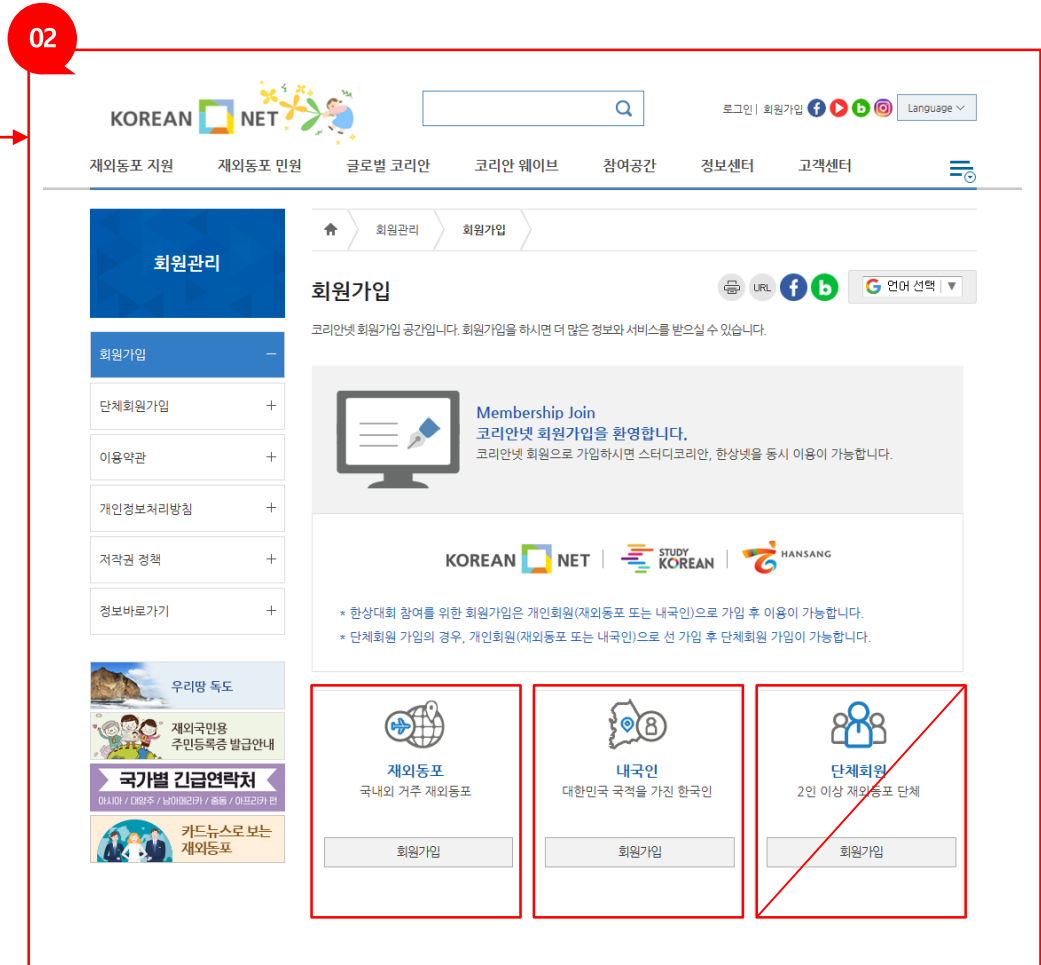 02
KOREAN NET
로그인 | 회원가입
Language
재외동포 지원 재외동포 민원 글로벌 코리안 코리안 웨이브 참여공간 정보센터 고객센터
회원관리
회원관리 회원가입
회원가입
URL
언어 선택 | ▼
코리안넷 회원가입 공간입니다. 회원가입을 하시면 더 많은 정보와 서비스를 받으실 수 있습니다.
회원가입 −
단체회원가입 +
이용약관 +
개인정보처리방침 +
저작권 정책 +
정보바로가기 +
우리땅 독도
재외국민용
주민등록증 발급안내
국가별 긴급연락처
아시아 / 대양주 / 남아메리카 / 중동 / 아프리카 편
카드뉴스로 보는
재외동포
Membership Join
코리안넷 회원가입을 환영합니다.
코리안넷 회원으로 가입하시면 스터디코리안, 한상넷을 동시 이용이 가능합니다.
KOREAN NET | STUDY KOREAN | HANSANG
* 한상대회 참여를 위한 회원가입은 개인회원(재외동포 또는 내국인)으로 가입 후 이용이 가능합니다.
* 단체회원 가입의 경우, 개인회원(재외동포 또는 내국인)으로 선 가입 후 단체회원 가입이 가능합니다.
재외동포
국내외 거주 재외동포
회원가입
내국인
대한민국 국적을 가진 한국인
회원가입
단체회원
2인 이상 재외동포 단체
회원가입